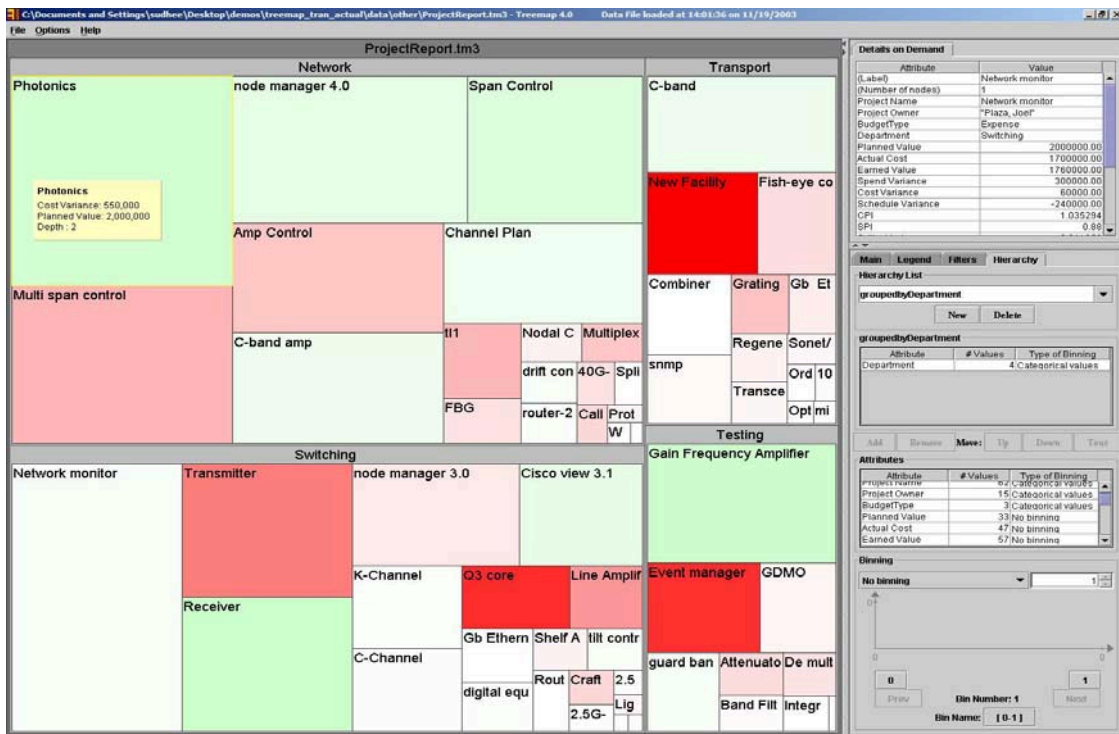 C:\Documents and Settings\sudhee\Desktop\demos\treemap_tran_actual\data\other\ProjectReport.tm3 - Treemap 4.0 Data File loaded at 14:01:36 on 11/19/2003
File Options Help
ProjectReport.tm3
Network
Photonics
node manager 4.0
Span Control
Photonics
Cost Variance: 550,000
Planned Value: 2,000,000
Depth : 2
Amp Control
Channel Plan
Multi span control
C-band amp
tl1
Nodal C
Multiplex
drift con
40G-
Spli
FBG
router-2
Call
Prot
W
Transport
C-band
New Facility
Fish-eye co
Combiner
Grating
Gb Et
Regene
Sonet/
snmp
Ord
10
Transce
Opt
mi
Switching
Network monitor
Transmitter
node manager 3.0
Cisco view 3.1
Receiver
K-Channel
Q3 core
Line Amplif
C-Channel
Gb Ethern
Shelf A
tilt contr
digital equ
Rout
Craft
2.5
2.5G-
Lig
Testing
Gain Frequency Amplifier
Event manager
GDMO
guard ban
Attenuato
De mult
Band Filt
Integr
Details on Demand
Attribute Value
(Label) Network monitor
(Number of nodes) 1
Project Name Network monitor
Project Owner "Plaza, Joel"
BudgetType Expense
Department Switching
Planned Value 2000000.00
Actual Cost 1700000.00
Earned Value 1760000.00
Spend Variance 300000.00
Cost Variance 60000.00
Schedule Variance -240000.00
CPI 1.035294
SPI 0.88
Main Legend Filters Hierarchy
Hierarchy List
groupedbyDepartment
New Delete
groupedbyDepartment
Attribute # Values Type of Binning
Department 4 Categorical values
Add Remove Move: Up Down
Attributes
Attribute # Values Type of Binning
Project Name 62 Categorical values
Project Owner 15 Categorical values
BudgetType 3 Categorical values
Planned Value 33 No binning
Actual Cost 47 No binning
Earned Value 57 No binning
Binning
No binning 1
0
0 0
0 1
Prev Bin Number: 1 Next
Bin Name: [0-1]